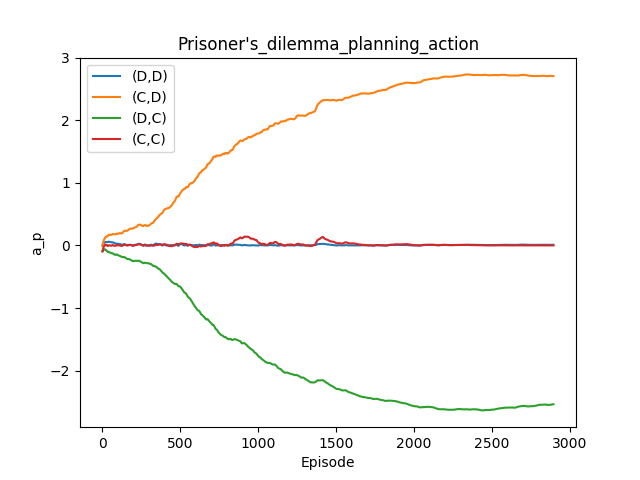 Prisoner's_dilemma_planning_action
(D,D)
(C,D)
(D,C)
(C,C)
3
2
1
0
−1
−2
a_p
0 500 1000 1500 2000 2500 3000
Episode